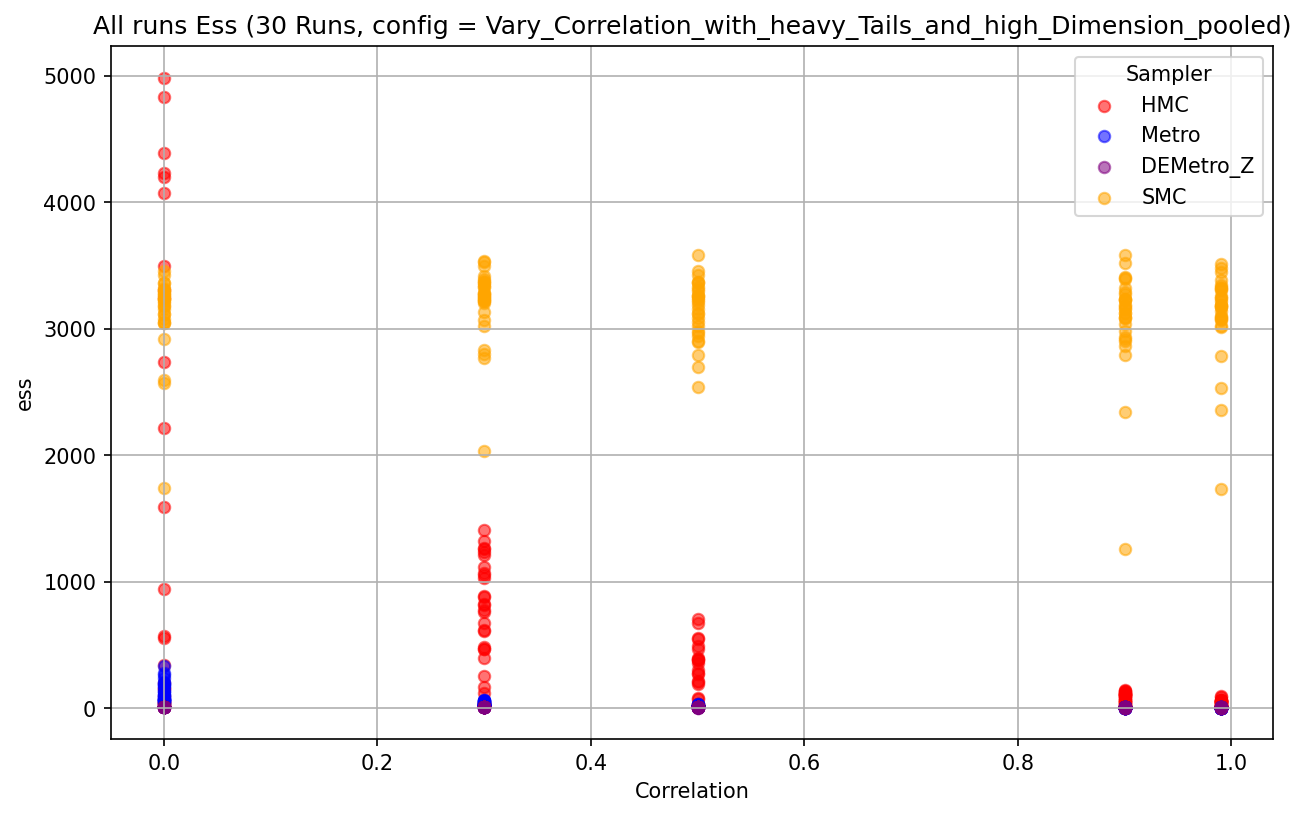 All runs Ess (30 Runs, config = Vary_Correlation_with_heavy_Tails_and_high_Dimension_pooled)
Sampler
HMC
Metro
DEMetro_Z
SMC
5000
4000
3000
2000
1000
0
ess
0.0 0.2 0.4 0.6 0.8 1.0
Correlation